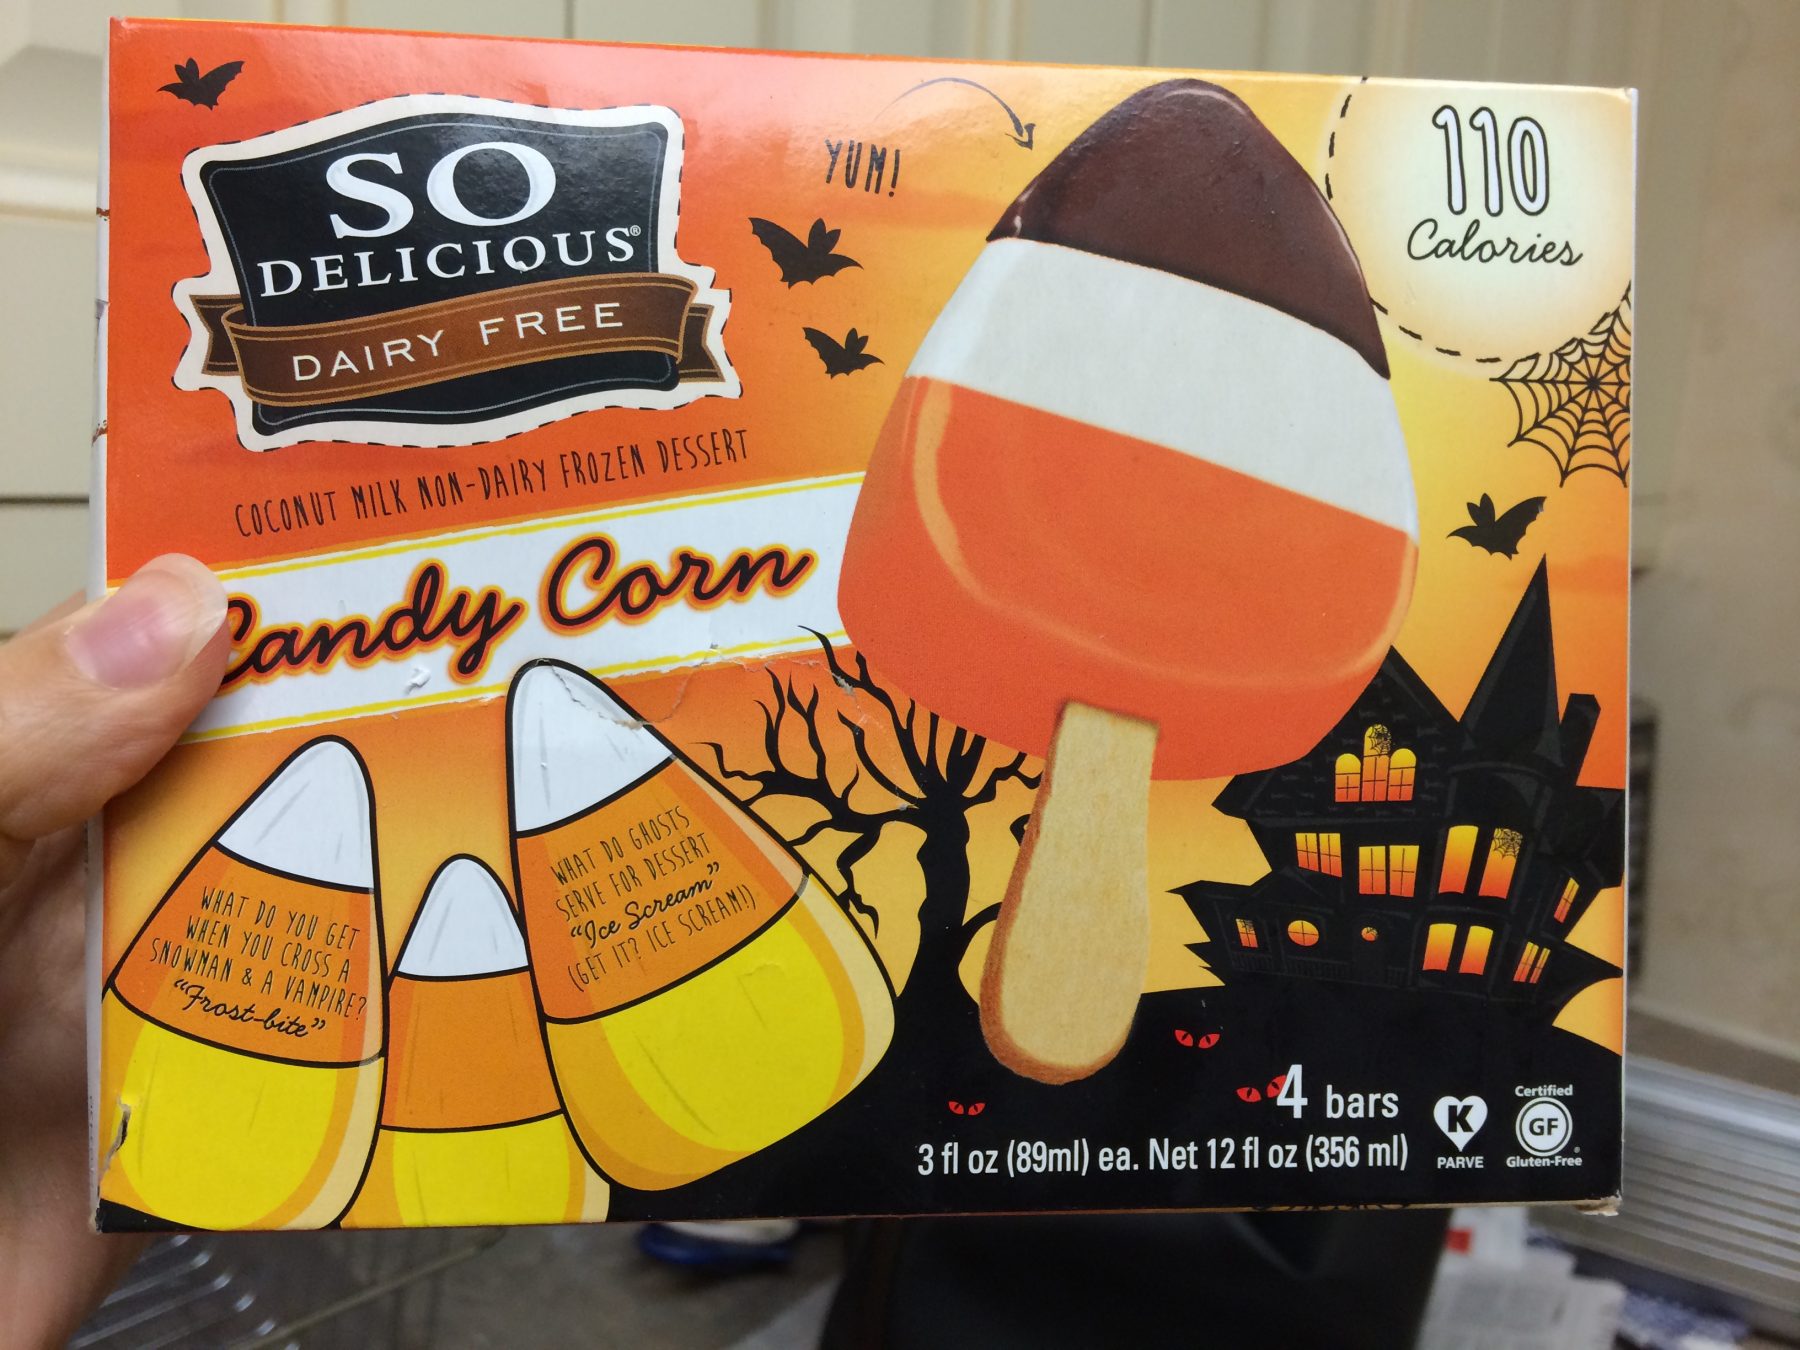 SO
DELICIOUS®
DAIRY FREE
COCONUT MILK NON-DAIRY FROZEN DESSERT
Candy Corn
YUM!
110
Calories
WHAT DO YOU GET
WHEN YOU CROSS A
SNOWMAN & A VAMPIRE?
"Frost-bite"
WHAT DO GHOSTS
SERVE FOR DESSERT
"Ice Scream"
(GET IT? ICE SCREAM!)
4 bars
3 fl oz (89ml) ea. Net 12 fl oz (356 ml)
K
PARVE
Certified
GF
Gluten-Free